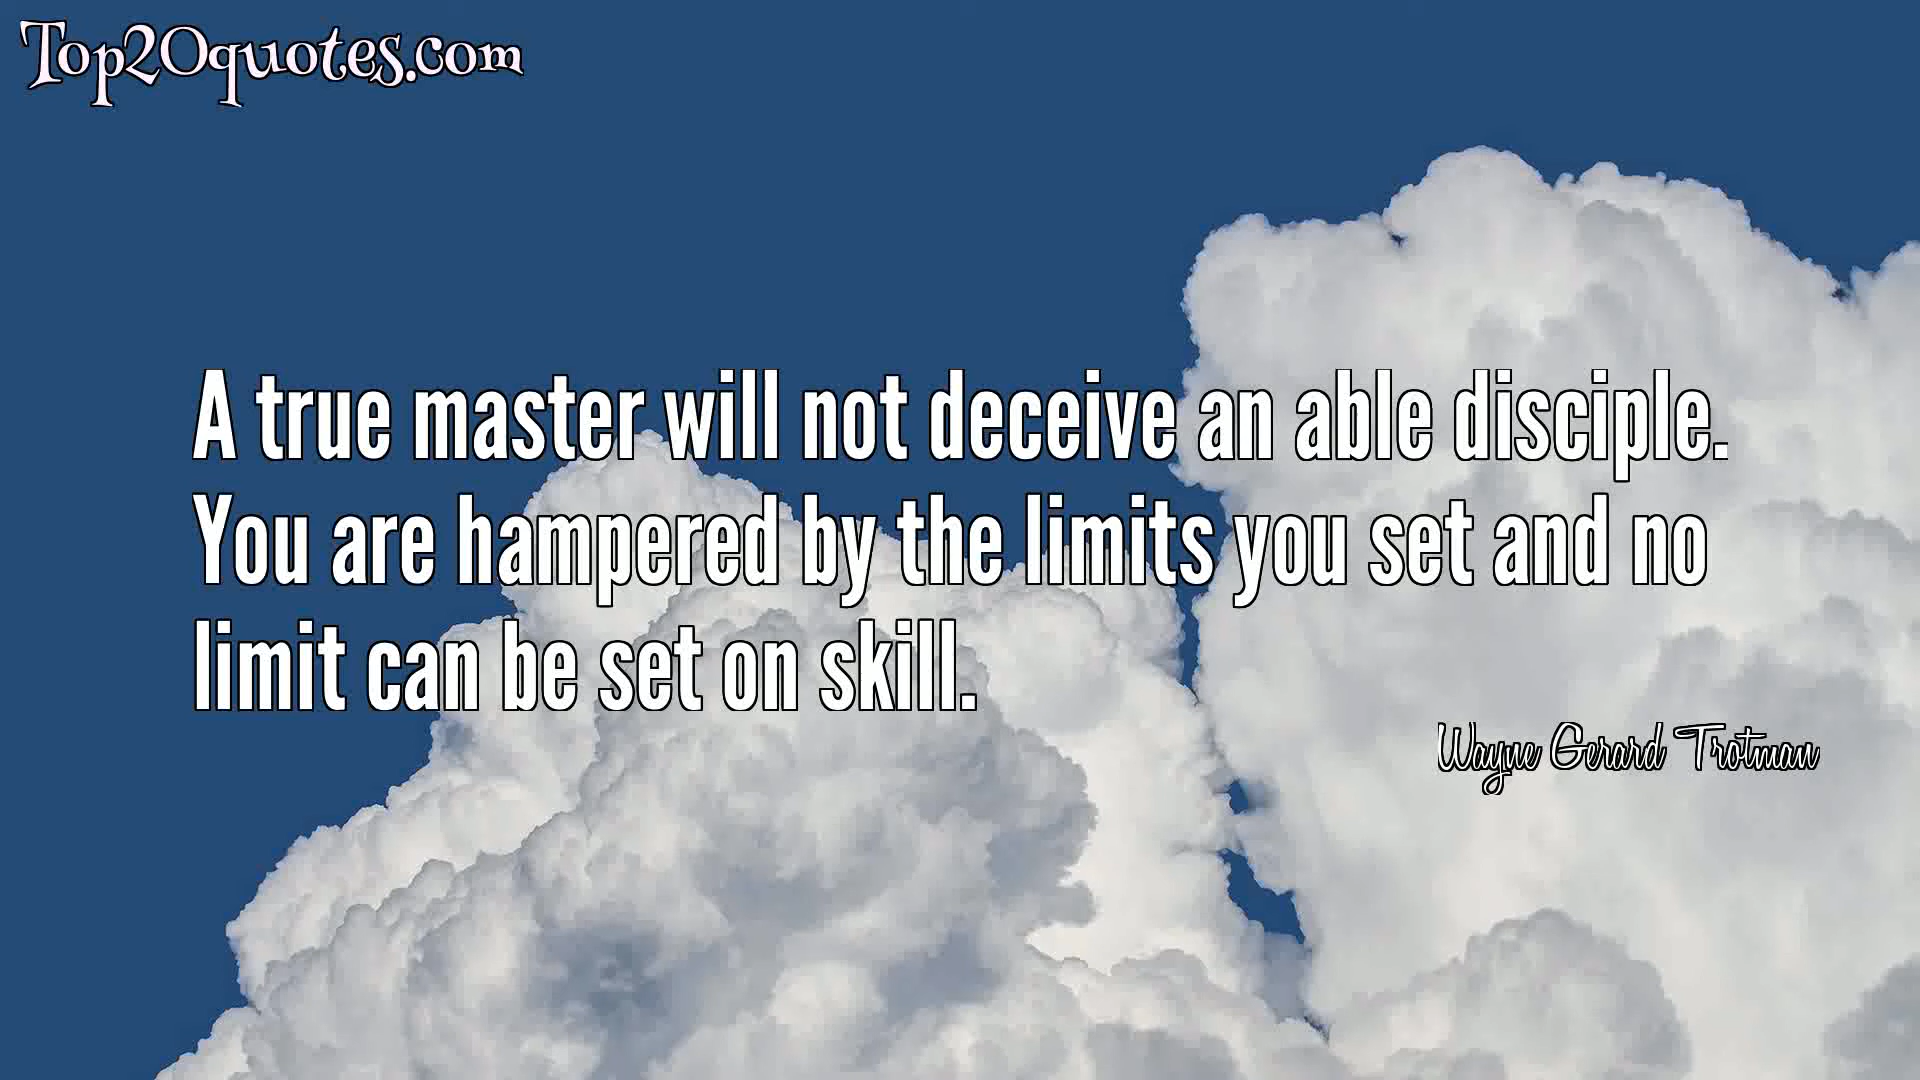 Top20quotes.com
A true master will not deceive an able disciple.
You are hampered by the limits you set and no
limit can be set on skill.
Wayne Gerard Trotman